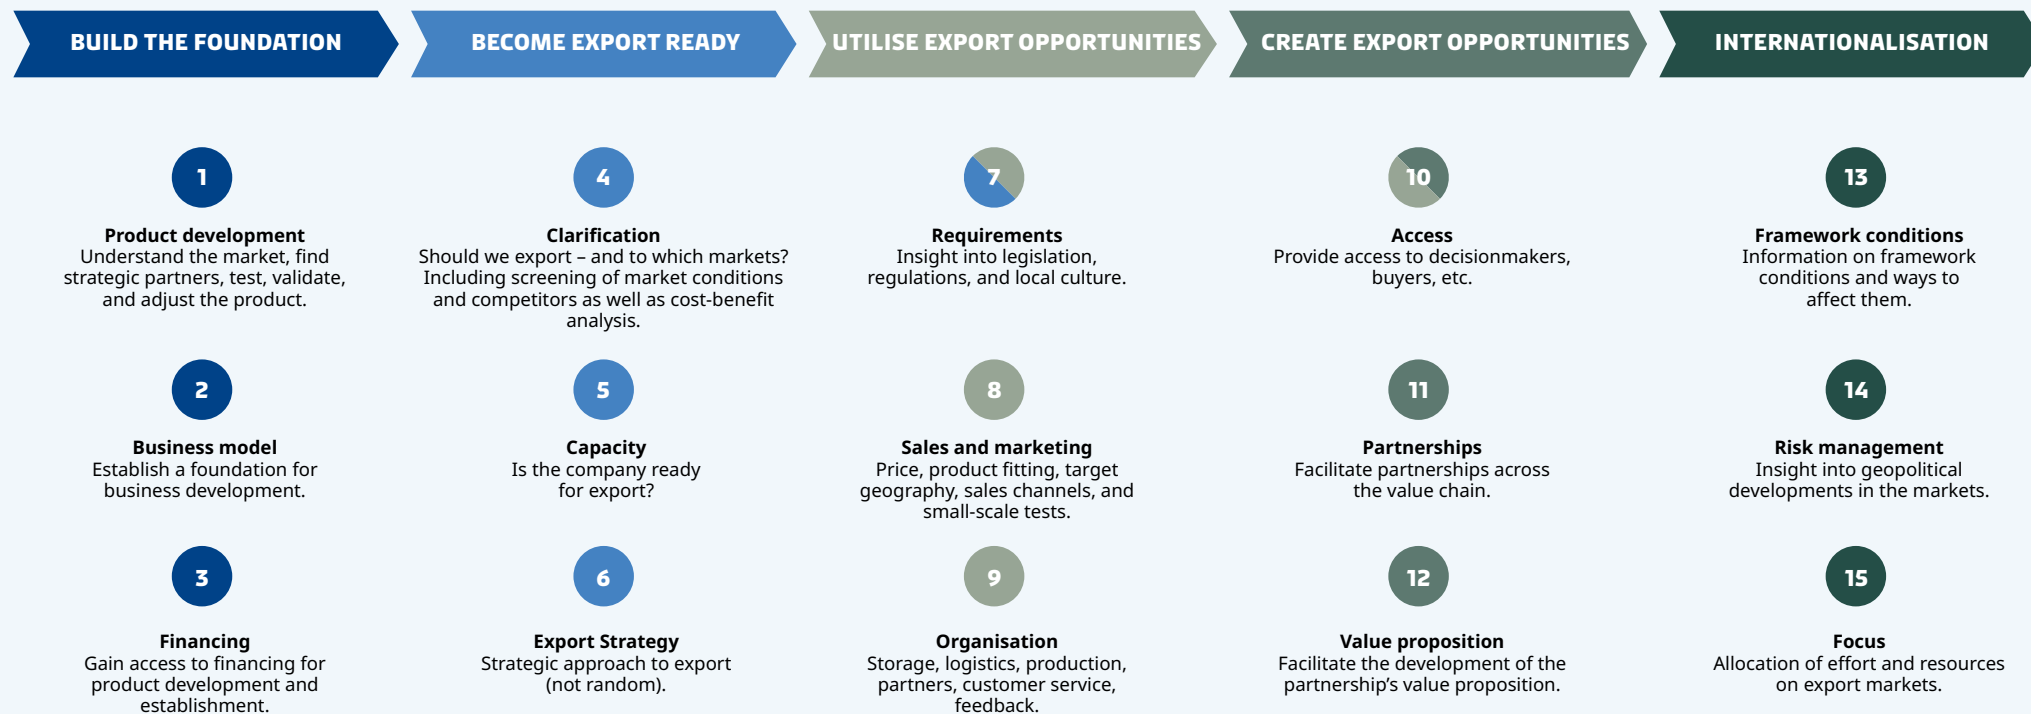 BUILD THE FOUNDATION
BECOME EXPORT READY
UTILISE EXPORT OPPORTUNITIES
CREATE EXPORT OPPORTUNITIES
INTERNATIONALISATION
1
Product development
Understand the market, find
strategic partners, test, validate,
and adjust the product.
4
Clarification
Should we export – and to which markets?
Including screening of market conditions
and competitors as well as cost-benefit
analysis.
7
Requirements
Insight into legislation,
regulations, and local culture.
10
Access
Provide access to decisionmakers,
buyers, etc.
13
Framework conditions
Information on framework
conditions and ways to
affect them.
2
Business model
Establish a foundation for
business development.
5
Capacity
Is the company ready
for export?
8
Sales and marketing
Price, product fitting, target
geography, sales channels, and
small-scale tests.
11
Partnerships
Facilitate partnerships across
the value chain.
14
Risk management
Insight into geopolitical
developments in the markets.
3
Financing
Gain access to financing for
product development and
establishment.
6
Export Strategy
Strategic approach to export
(not random).
9
Organisation
Storage, logistics, production,
partners, customer service,
feedback.
12
Value proposition
Facilitate the development of the
partnership’s value proposition.
15
Focus
Allocation of effort and resources
on export markets.